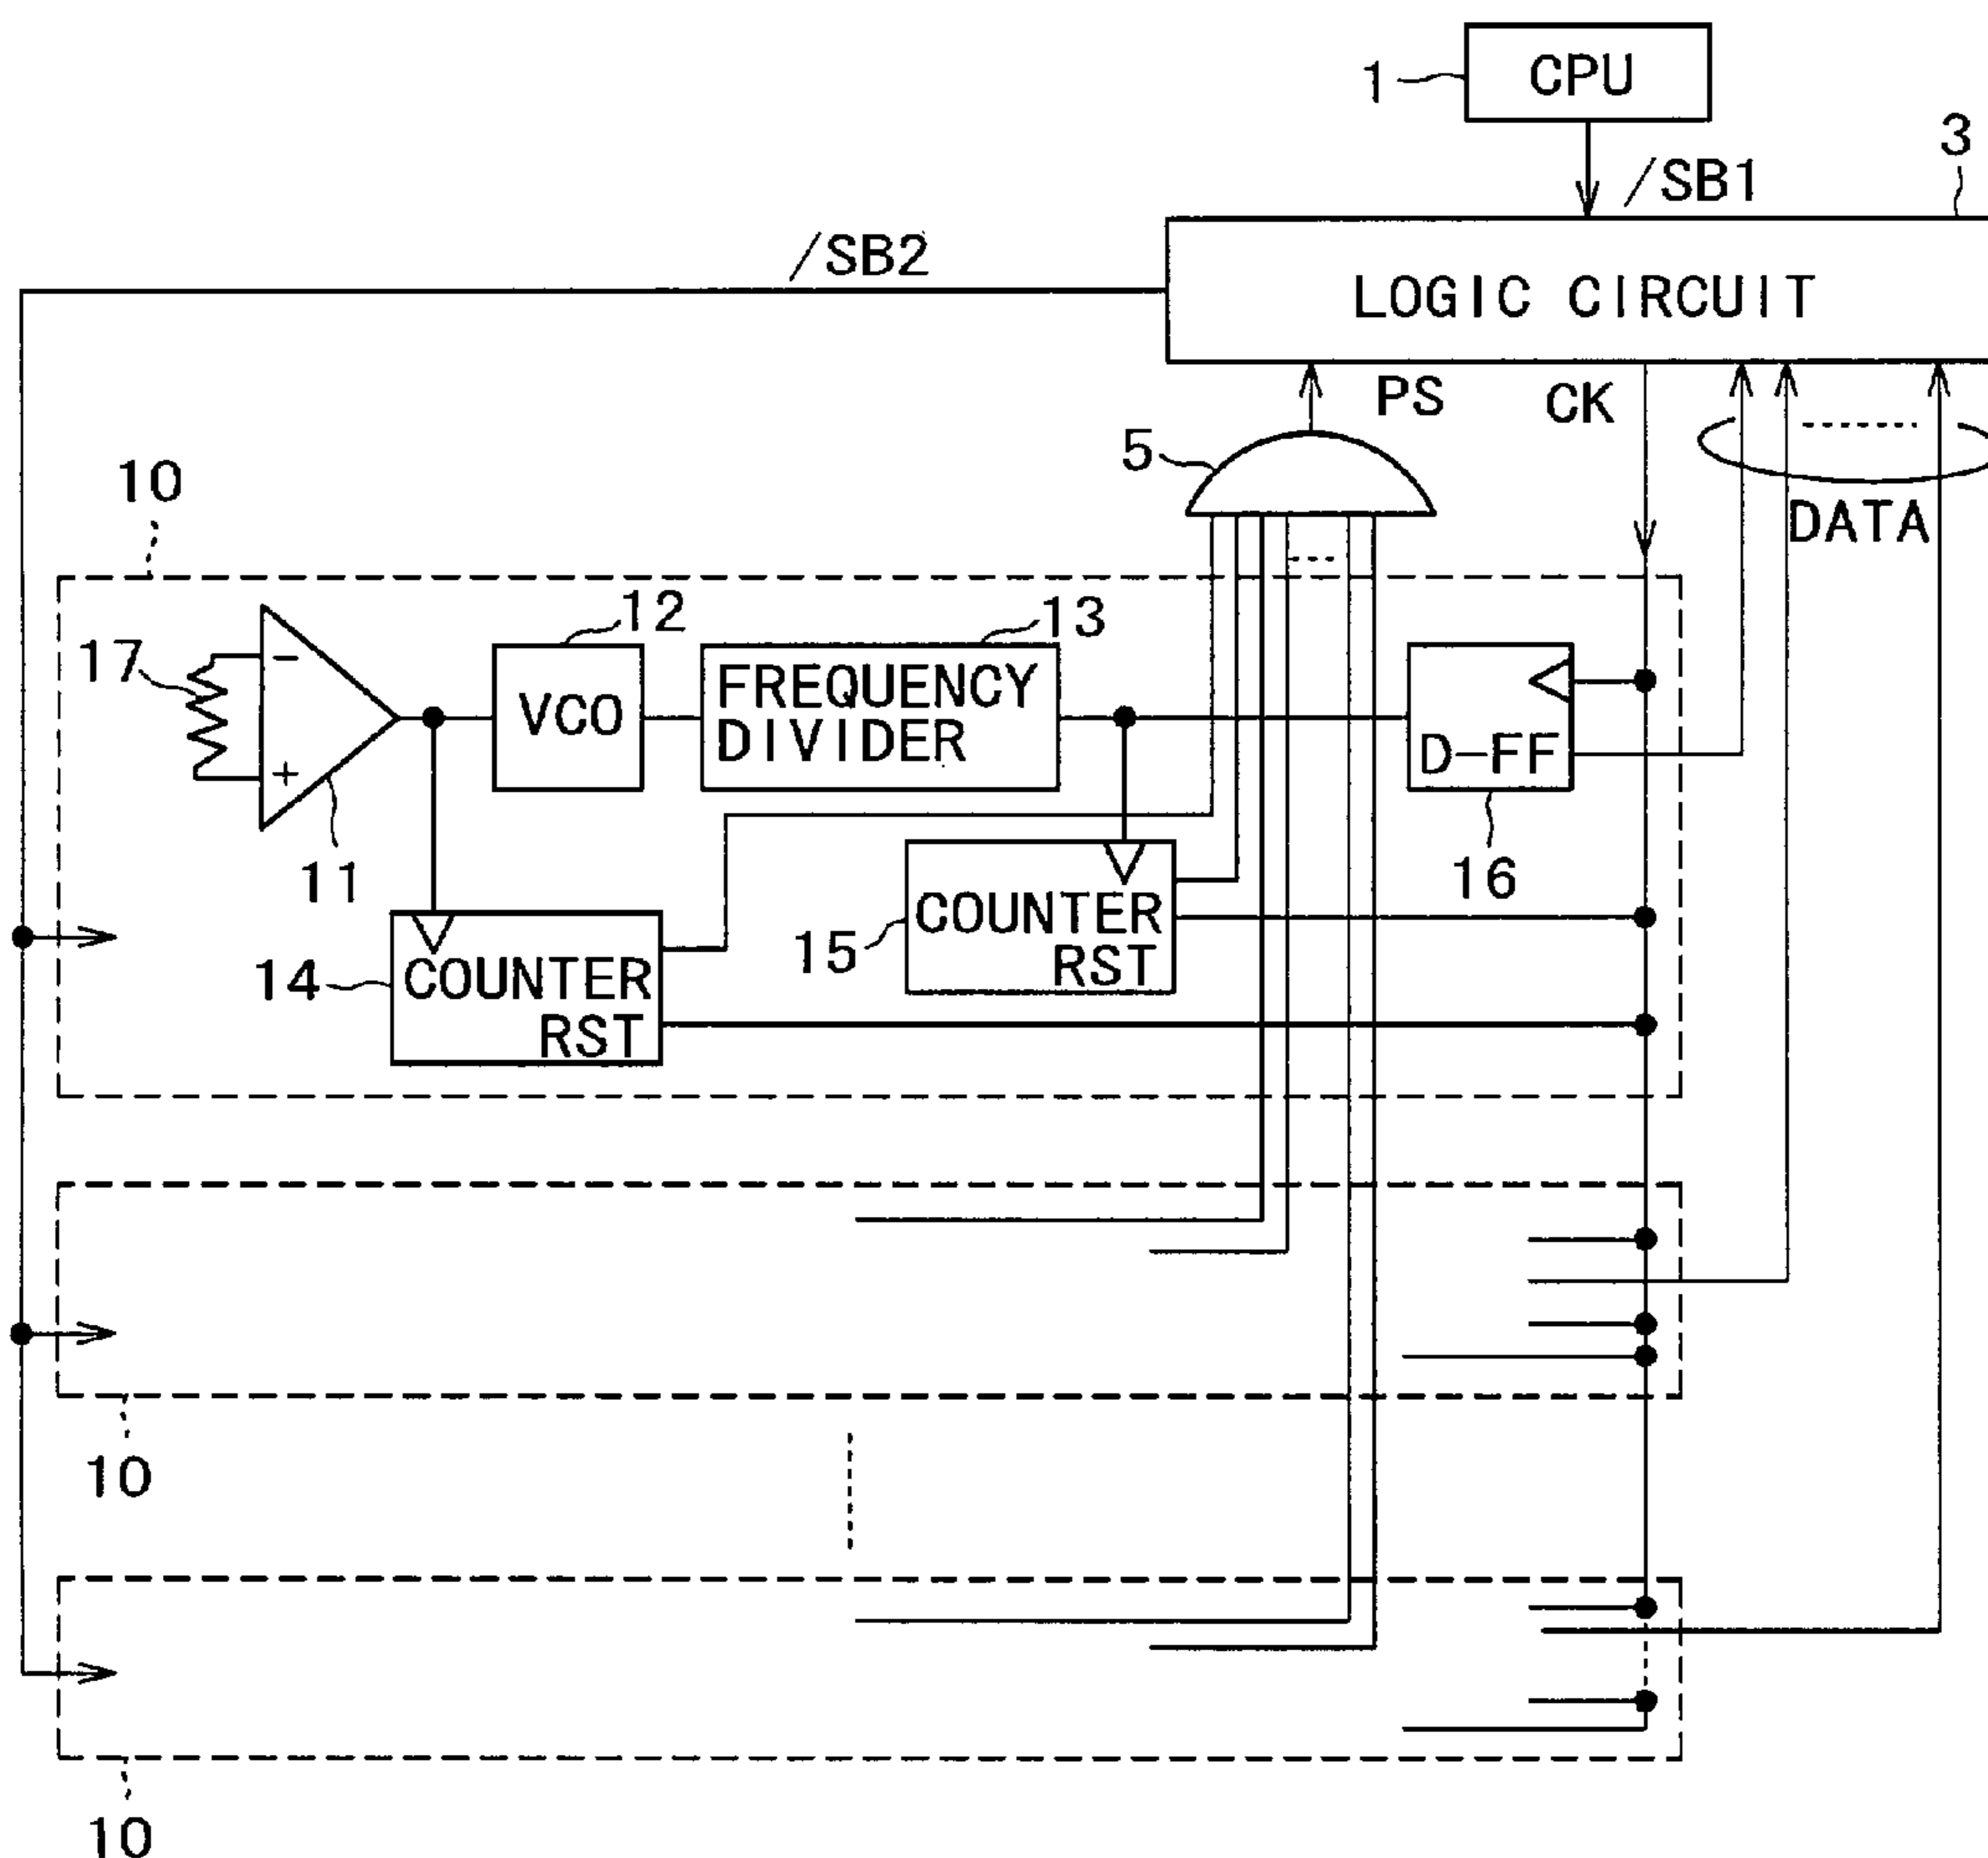 1
CPU
3
/SB1
/SB2
LOGIC CIRCUIT
PS
CK
5
10
DATA
12
13
17
−
VCO
FREQUENCY
DIVIDER
+
D-FF
11
16
15
COUNTER
RST
14
COUNTER
RST
10
10